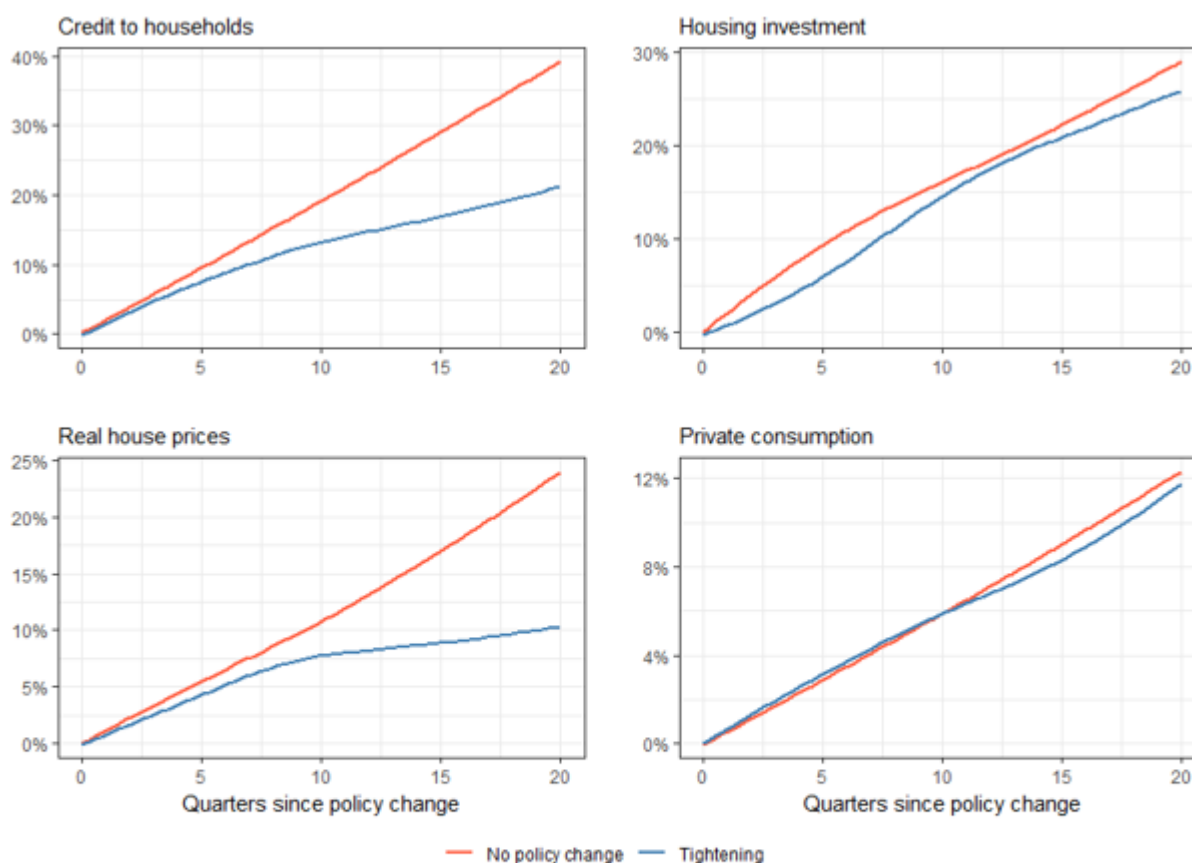 Credit to households
40%
30%
20%
10%
0%
0 5 10 15 20
Housing investment
30%
20%
10%
0%
0 5 10 15 20
Real house prices
25%
20%
15%
10%
5%
0%
0 5 10 15 20
Quarters since policy change
Private consumption
12%
8%
4%
0%
0 5 10 15 20
Quarters since policy change
No policy change Tightening